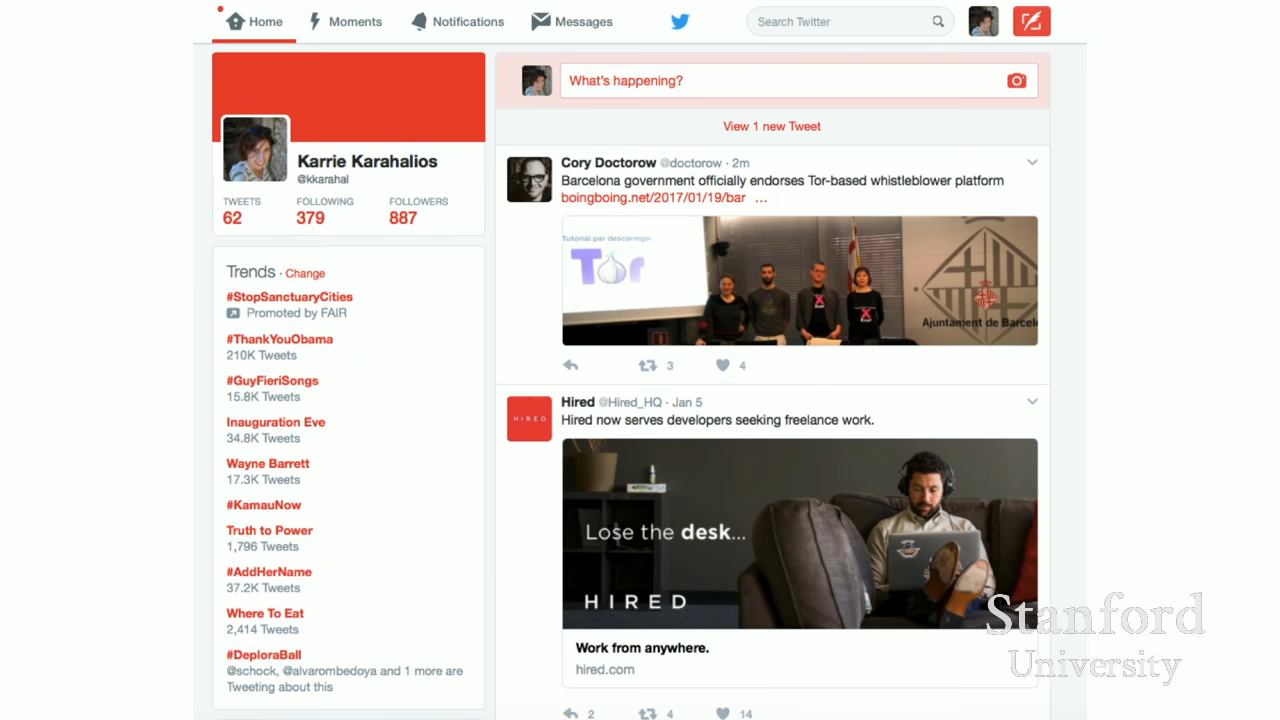 Home
Moments
Notifications
Messages
Search Twitter
Karrie Karahalios
@kkarahal
TWEETS
FOLLOWING
FOLLOWERS
62
379
887
Trends · Change
#StopSanctuaryCities
Promoted by FAIR
#ThankYouObama
210K Tweets
#GuyFieriSongs
15.8K Tweets
Inauguration Eve
34.8K Tweets
Wayne Barrett
17.3K Tweets
#KamauNow
Truth to Power
1,796 Tweets
#AddHerName
37.2K Tweets
Where To Eat
2,414 Tweets
#DeploraBall
@schock, @alvarombedoya and 1 more are
Tweeting about this
What's happening?
View 1 new Tweet
Cory Doctorow @doctorow · 2m
Barcelona government officially endorses Tor-based whistleblower platform
boingboing.net/2017/01/19/bar …
Tutorial per descarregar
Tor
Ajuntament de Barcel
3
4
Hired @Hired_HQ · Jan 5
Hired now serves developers seeking freelance work.
HIRED
Lose the desk...
HIRED
Work from anywhere.
hired.com
2
4
14
Stanford
University